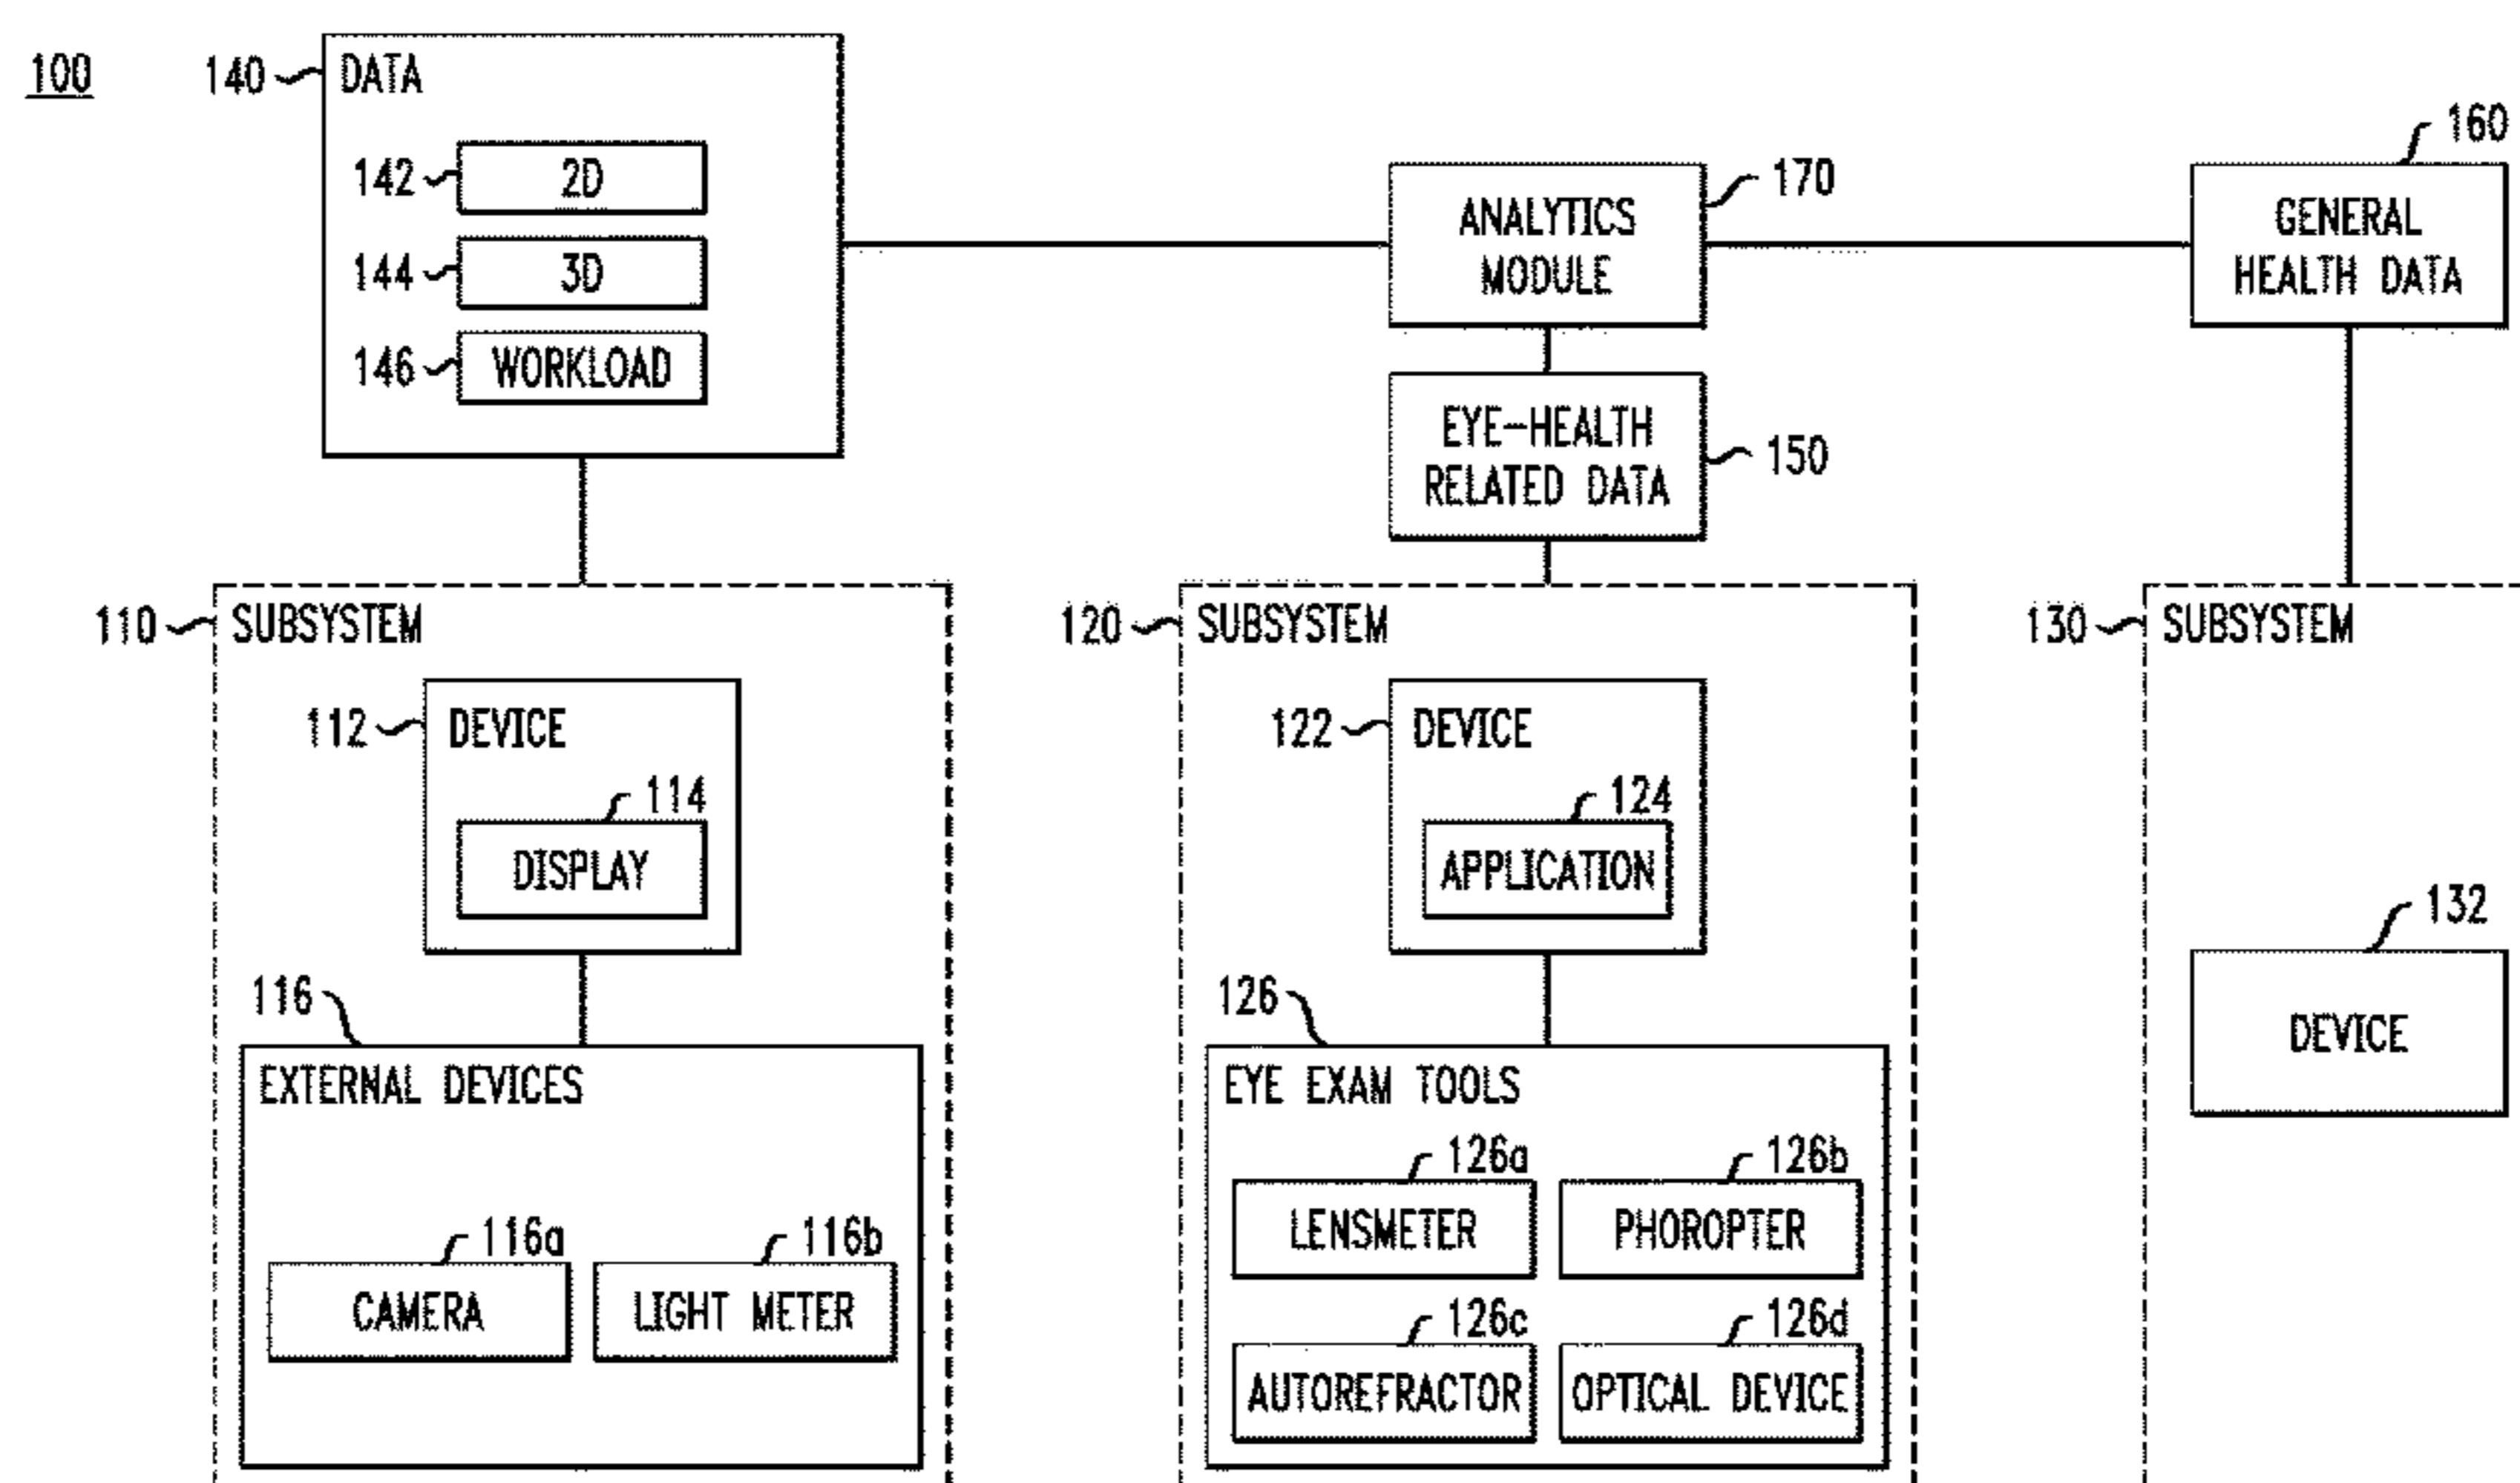 100
140
DATA
142
2D
144
3D
146
WORKLOAD
170
ANALYTICS
MODULE
160
GENERAL
HEALTH DATA
EYE-HEALTH
RELATED DATA
150
110
SUBSYSTEM
112
DEVICE
114
DISPLAY
116
EXTERNAL DEVICES
116a
CAMERA
116b
LIGHT METER
120
SUBSYSTEM
122
DEVICE
124
APPLICATION
126
EYE EXAM TOOLS
126a
LENSMETER
126b
PHOROPTER
126c
AUTOREFRACTOR
126d
OPTICAL DEVICE
130
SUBSYSTEM
132
DEVICE